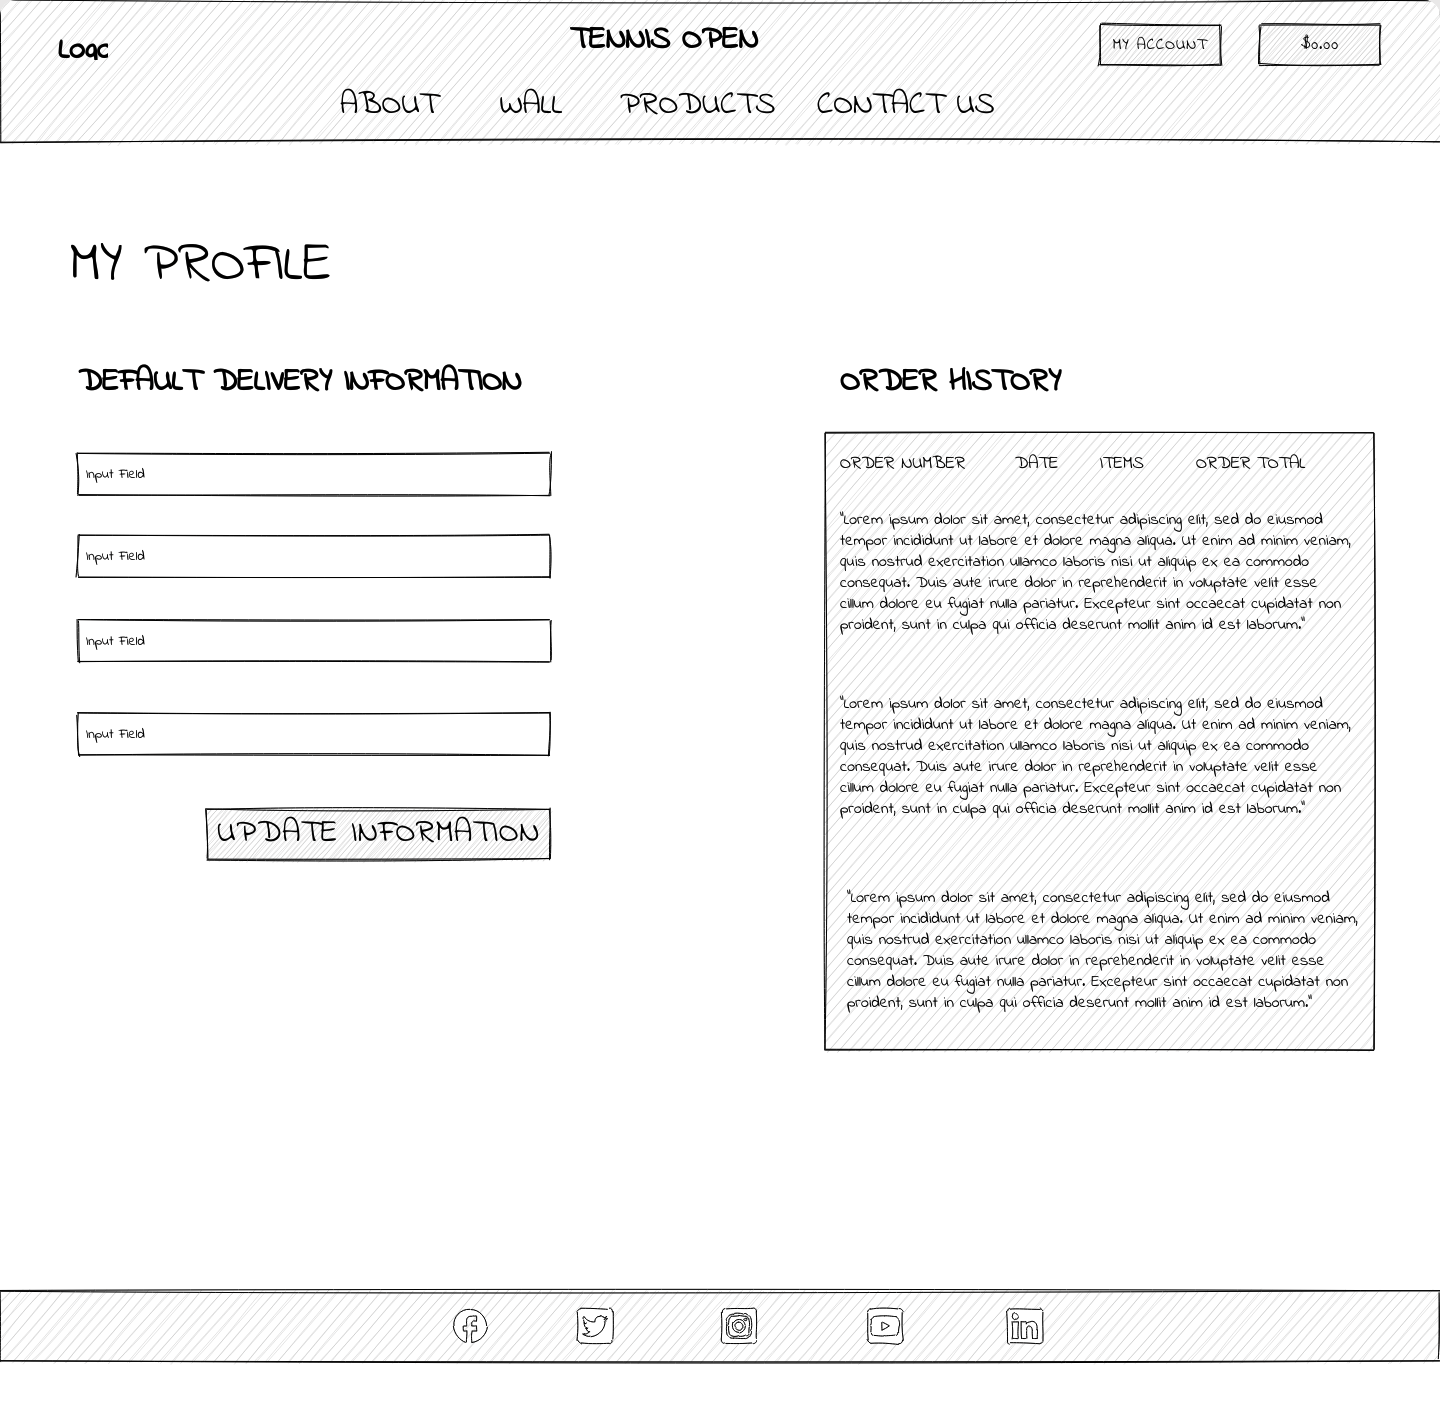 Logo
TENNIS OPEN
MY ACCOUNT
$0.00
ABOUT WALL PRODUCTS CONTACT US
MY PROFILE
DEFAULT DELIVERY INFORMATION
Input Field
Input Field
Input Field
Input Field
UPDATE INFORMATION
ORDER HISTORY
ORDER NUMBER DATE ITEMS ORDER TOTAL
"Lorem ipsum dolor sit amet, consectetur adipiscing elit, sed do eiusmod
tempor incididunt ut labore et dolore magna aliqua. Ut enim ad minim veniam,
quis nostrud exercitation ullamco laboris nisi ut aliquip ex ea commodo
consequat. Duis aute irure dolor in reprehenderit in voluptate velit esse
cillum dolore eu fugiat nulla pariatur. Excepteur sint occaecat cupidatat non
proident, sunt in culpa qui officia deserunt mollit anim id est laborum."
"Lorem ipsum dolor sit amet, consectetur adipiscing elit, sed do eiusmod
tempor incididunt ut labore et dolore magna aliqua. Ut enim ad minim veniam,
quis nostrud exercitation ullamco laboris nisi ut aliquip ex ea commodo
consequat. Duis aute irure dolor in reprehenderit in voluptate velit esse
cillum dolore eu fugiat nulla pariatur. Excepteur sint occaecat cupidatat non
proident, sunt in culpa qui officia deserunt mollit anim id est laborum."
"Lorem ipsum dolor sit amet, consectetur adipiscing elit, sed do eiusmod
tempor incididunt ut labore et dolore magna aliqua. Ut enim ad minim veniam,
quis nostrud exercitation ullamco laboris nisi ut aliquip ex ea commodo
consequat. Duis aute irure dolor in reprehenderit in voluptate velit esse
cillum dolore eu fugiat nulla pariatur. Excepteur sint occaecat cupidatat non
proident, sunt in culpa qui officia deserunt mollit anim id est laborum."
f
in